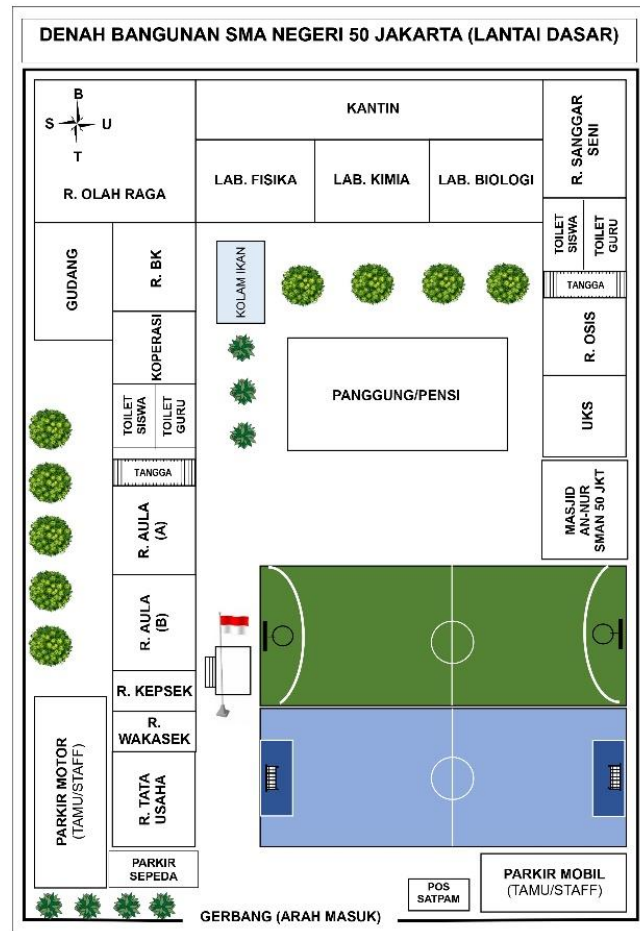 DENAH BANGUNAN SMA NEGERI 50 JAKARTA (LANTAI DASAR)
B
S
U
T
R. OLAH RAGA
KANTIN
LAB. FISIKA
LAB. KIMIA
LAB. BIOLOGI
R. SANGGAR
SENI
TOILET
SISWA
TOILET
GURU
TANGGA
R. OSIS
UKS
MASJID
AN-NUR
SMAN 50 JKT
GUDANG
R. BK
KOPERASI
TOILET
SISWA
TOILET
GURU
TANGGA
R. AULA
(A)
R. AULA
(B)
R. KEPSEK
R.
WAKASEK
R. TATA
USAHA
KOLAM IKAN
PANGGUNG/PENSI
PARKIR MOTOR
(TAMU/STAFF)
PARKIR
SEPEDA
POS
SATPAM
PARKIR MOBIL
(TAMU/STAFF)
GERBANG (ARAH MASUK)